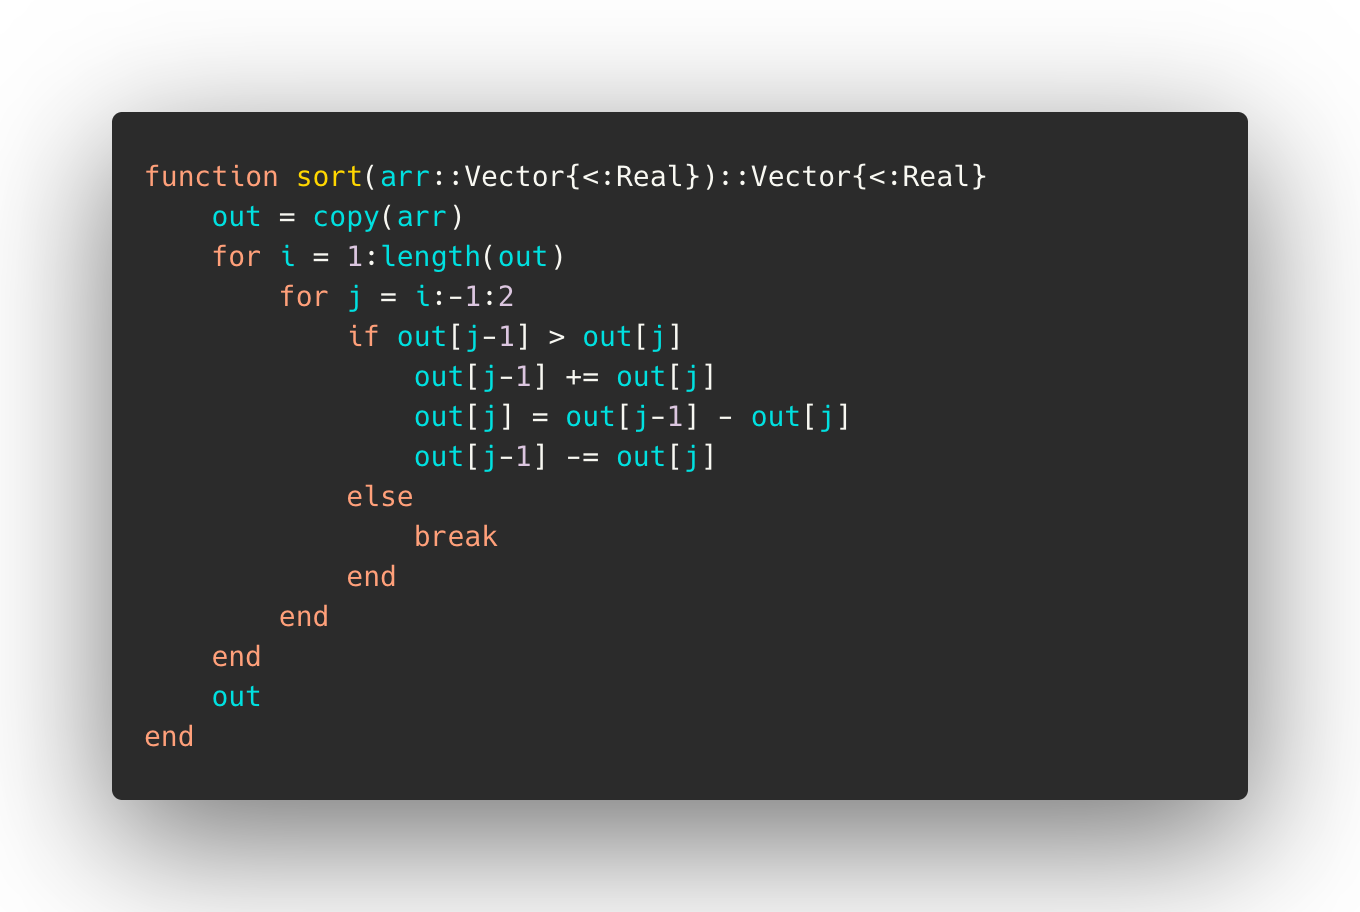 function sort(arr::Vector{<:Real})::Vector{<:Real}
    out = copy(arr)
    for i = 1:length(out)
        for j = i:-1:2
            if out[j-1] > out[j]
                out[j-1] += out[j]
                out[j] = out[j-1] - out[j]
                out[j-1] -= out[j]
            else
                break
            end
        end
    end
    out
end